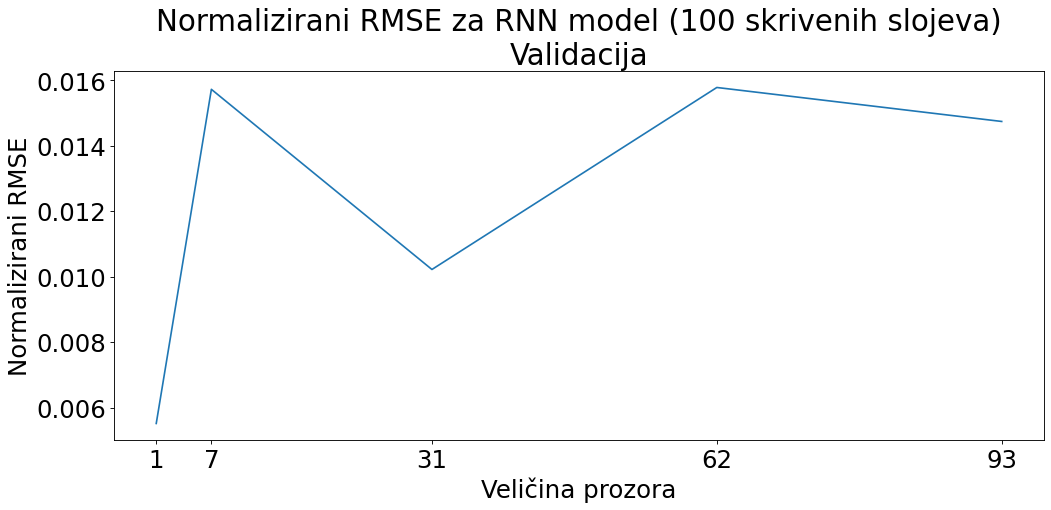 Normalizirani RMSE za RNN model (100 skrivenih slojeva)
Validacija
Normalizirani RMSE
0.016
0.014
0.012
0.010
0.008
0.006
1 7 31 62 93
Veličina prozora